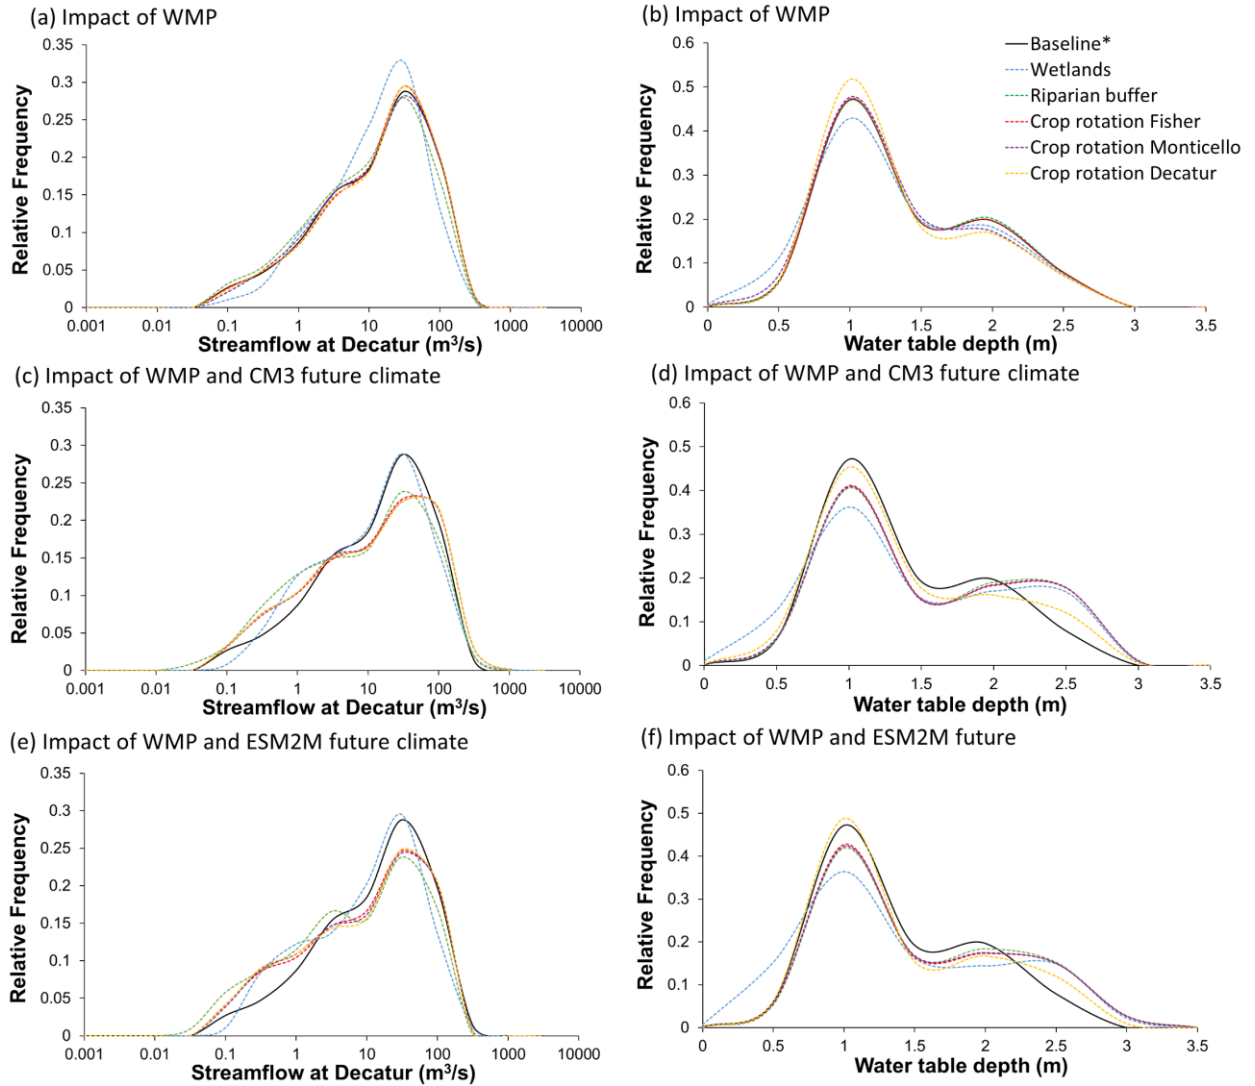 (a) Impact of WMP
0.35
0.3
0.25
0.2
0.15
0.1
0.05
0
Relative Frequency
0.001 0.01 0.1 1 10 100 1000 10000
Streamflow at Decatur (m³/s)
(b) Impact of WMP
0.6
0.5
0.4
0.3
0.2
0.1
0
Relative Frequency
Baseline*
Wetlands
Riparian buffer
Crop rotation Fisher
Crop rotation Monticello
Crop rotation Decatur
0 0.5 1 1.5 2 2.5 3 3.5
Water table depth (m)
(c) Impact of WMP and CM3 future climate
0.35
0.3
0.25
0.2
0.15
0.1
0.05
0
Relative Frequency
0.001 0.01 0.1 1 10 100 1000 10000
Streamflow at Decatur (m³/s)
(d) Impact of WMP and CM3 future climate
0.6
0.5
0.4
0.3
0.2
0.1
0
Relative Frequency
0 0.5 1 1.5 2 2.5 3 3.5
Water table depth (m)
(e) Impact of WMP and ESM2M future climate
0.35
0.3
0.25
0.2
0.15
0.1
0.05
0
Relative Frequency
0.001 0.01 0.1 1 10 100 1000 10000
Streamflow at Decatur (m³/s)
(f) Impact of WMP and ESM2M future
0.6
0.5
0.4
0.3
0.2
0.1
0
Relative Frequency
0 0.5 1 1.5 2 2.5 3 3.5
Water table depth (m)